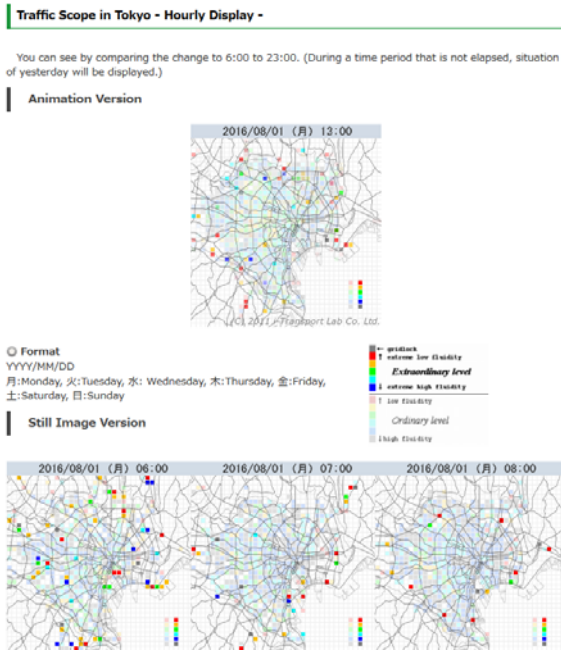 Traffic Scope in Tokyo - Hourly Display -
You can see by comparing the change to 6:00 to 23:00. (During a time period that is not elapsed, situation
of yesterday will be displayed.)
Animation Version
2016/08/01 (月) 13:00
(C) 2011 i-Transport Lab Co. Ltd.
Format
YYYY/MM/DD
月:Monday, 火:Tuesday, 水: Wednesday, 木:Thursday, 金:Friday,
土:Saturday, 日:Sunday
← gridlock
↑ extreme low fluidity
Extraordinary level
↓ extreme high fluidity
↑ low fluidity
Ordinary level
↓ high fluidity
Still Image Version
2016/08/01 (月) 06:00
2016/08/01 (月) 07:00
2016/08/01 (月) 08:00